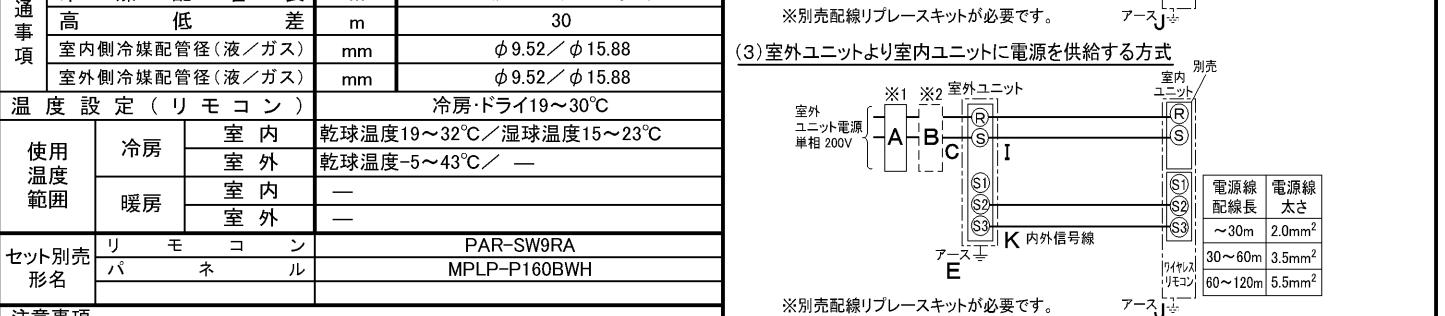 通事項
高低差 m 30
室内側冷媒配管径(液／ガス) mm φ9.52／φ15.88
室外側冷媒配管径(液／ガス) mm φ9.52／φ15.88
温度設定(リモコン) 冷房・ドライ19～30℃
使用温度範囲
冷房 室内 乾球温度19～32℃／湿球温度15～23℃
室外 乾球温度-5～43℃／ ―
暖房 室内 ―
室外 ―
セット別売形名
リモコン PAR-SW9RA
パネル MPLP-P160BWH
注意事項
※別売配線リプレースキットが必要です。
アース J
(3)室外ユニットより室内ユニットに電源を供給する方式
別売
室内
ユニット
※1 ※2 室外ユニット
室外
ユニット電源
単相 200V
A B C I
R R
S S
S1 S1
S2 S2
S3 S3
K 内外信号線
アース
E
ワイヤレス
リモコン
電源線配線長 電源線太さ
～30m 2.0mm²
30～60m 3.5mm²
60～120m 5.5mm²
※別売配線リプレースキットが必要です。
アース J